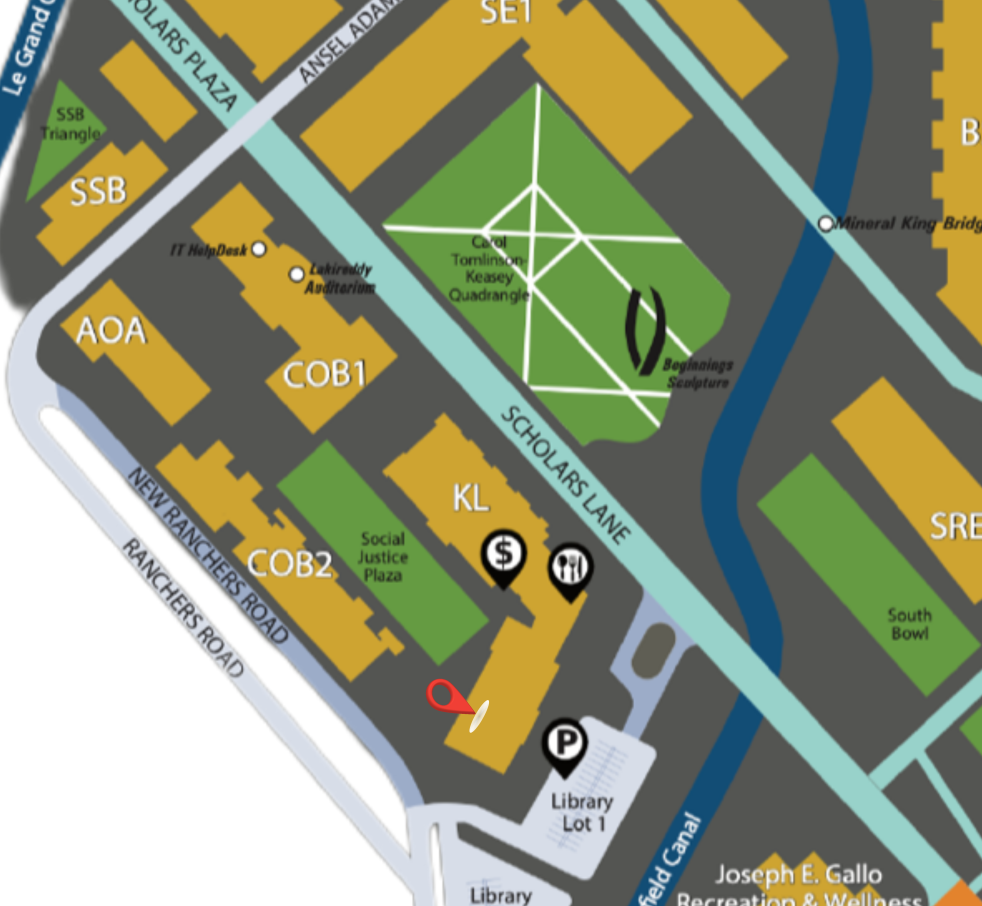 SE1
Le Grand
SCHOLARS PLAZA
ANSEL ADAMS
SSB
Triangle
SSB
B
IT HelpDesk
Lakireddy
Auditorium
Carol
Tomlinson-
Keasey
Quadrangle
Mineral King Bridg
AOA
COB1
Beginnings
Sculpture
SCHOLARS LANE
KL
$
NEW RANCHERS ROAD
RANCHERS ROAD
COB2
Social
Justice
Plaza
SRE
South
Bowl
P
Library
Lot 1
field Canal
Library
Joseph E. Gallo
Recreation & Wellness